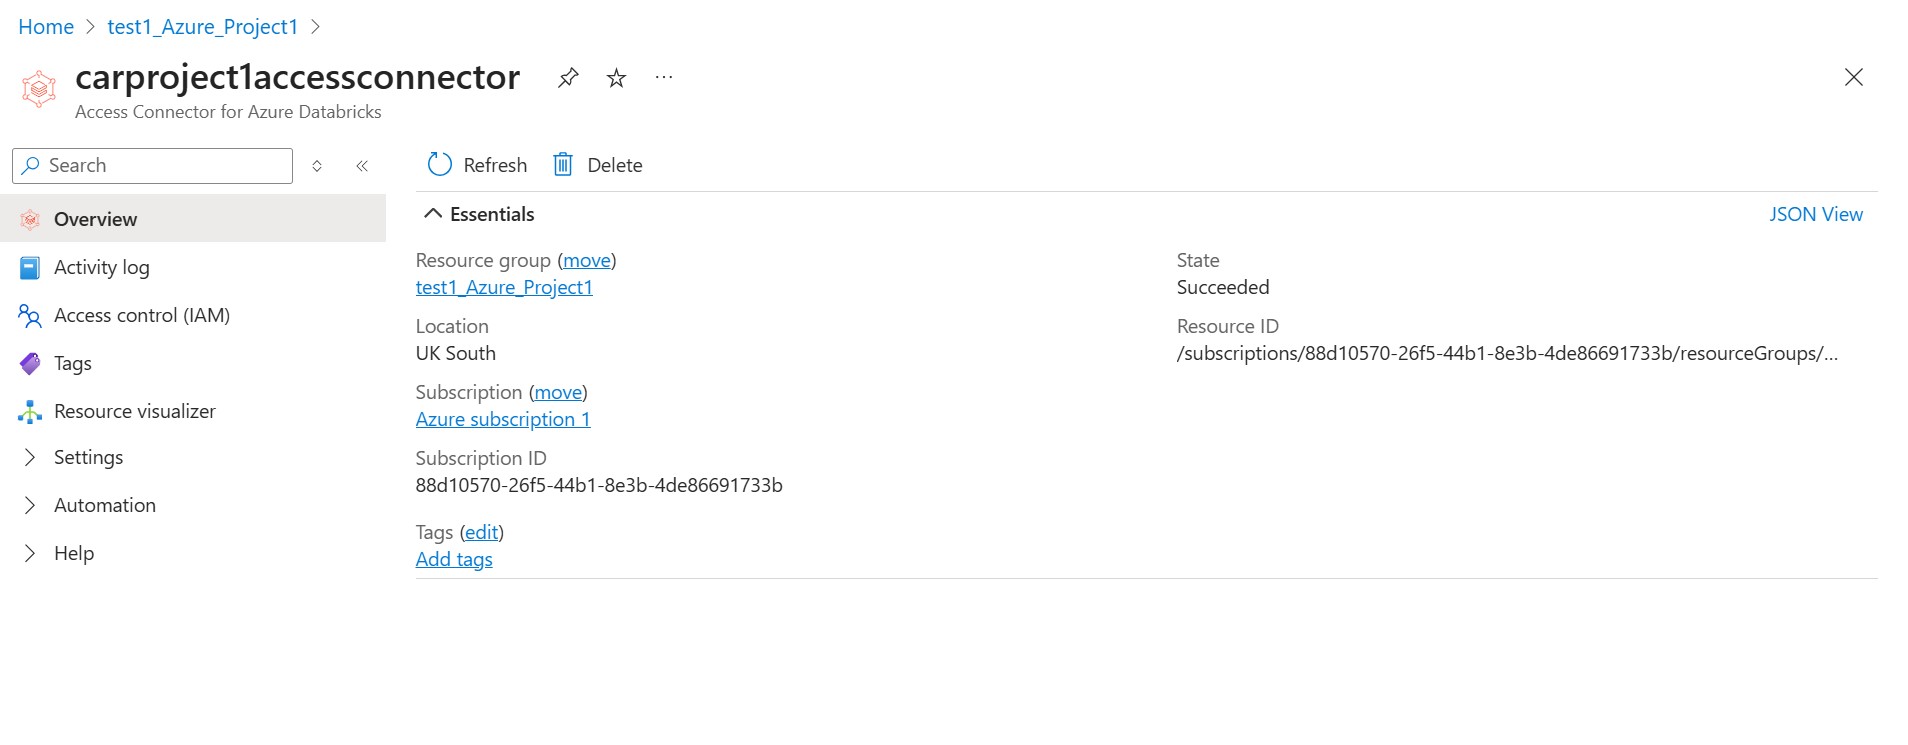 Home > test1_Azure_Project1 >
carproject1accessconnector
Access Connector for Azure Databricks
Search
Refresh Delete
Overview
Activity log
Access control (IAM)
Tags
Resource visualizer
Settings
Automation
Help
Essentials
JSON View
Resource group (move)
test1_Azure_Project1
Location
UK South
Subscription (move)
Azure subscription 1
Subscription ID
88d10570-26f5-44b1-8e3b-4de86691733b
Tags (edit)
Add tags
State
Succeeded
Resource ID
/subscriptions/88d10570-26f5-44b1-8e3b-4de86691733b/resourceGroups/...